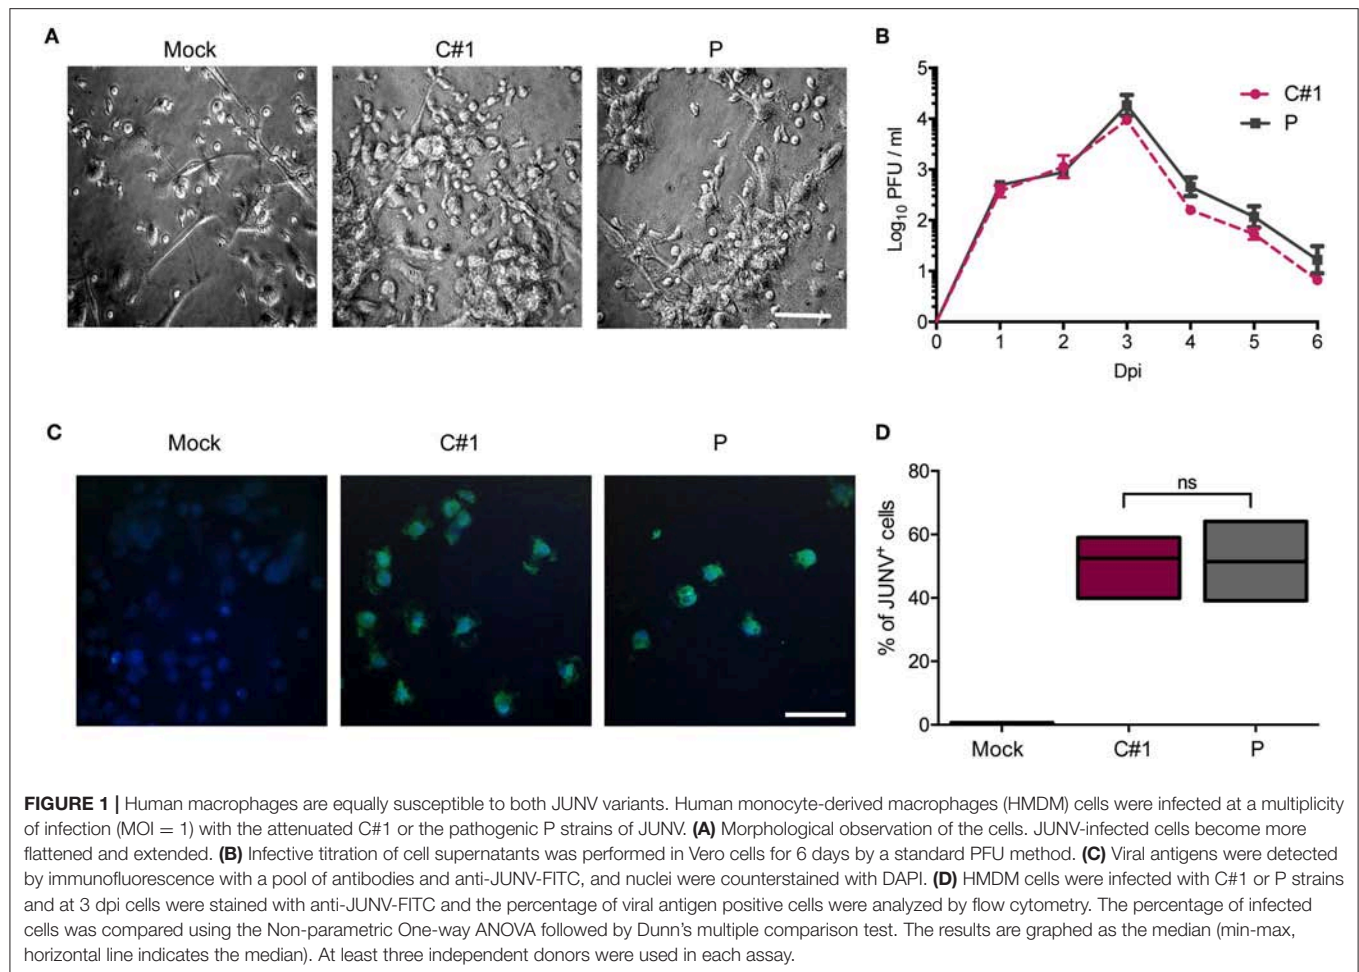 A
Mock
C#1
P
B
5
4
3
2
1
0
Log10 PFU / ml
C#1
P
0 1 2 3 4 5 6
Dpi
C
Mock
C#1
P
D
80
60
40
20
0
% of JUNV+ cells
ns
Mock C#1 P
FIGURE 1 | Human macrophages are equally susceptible to both JUNV variants. Human monocyte-derived macrophages (HMDM) cells were infected at a multiplicity
of infection (MOI = 1) with the attenuated C#1 or the pathogenic P strains of JUNV. (A) Morphological observation of the cells. JUNV-infected cells become more
flattened and extended. (B) Infective titration of cell supernatants was performed in Vero cells for 6 days by a standard PFU method. (C) Viral antigens were detected
by immunofluorescence with a pool of antibodies and anti-JUNV-FITC, and nuclei were counterstained with DAPI. (D) HMDM cells were infected with C#1 or P strains
and at 3 dpi cells were stained with anti-JUNV-FITC and the percentage of viral antigen positive cells were analyzed by flow cytometry. The percentage of infected
cells was compared using the Non-parametric One-way ANOVA followed by Dunn's multiple comparison test. The results are graphed as the median (min-max,
horizontal line indicates the median). At least three independent donors were used in each assay.